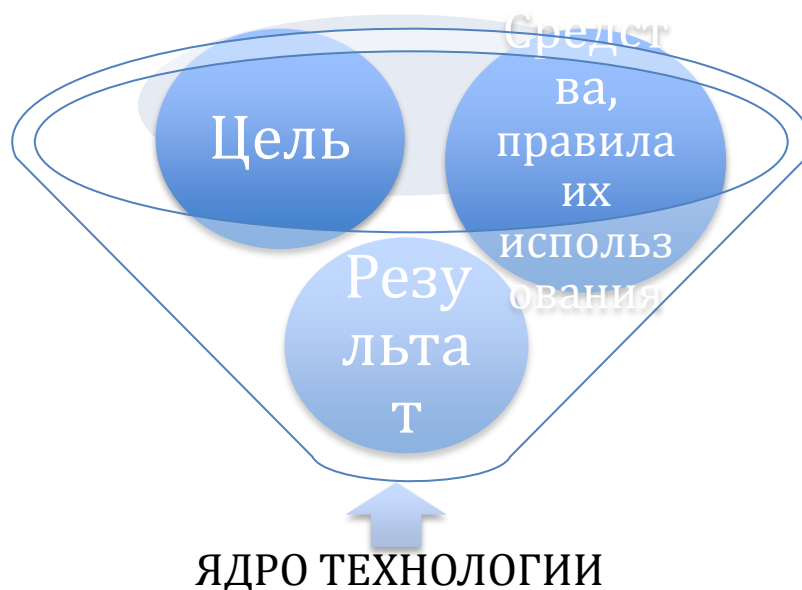 Цель
Средст
ва,
правила
их
использ
ования
Резу
льта
т
ЯДРО ТЕХНОЛОГИИ